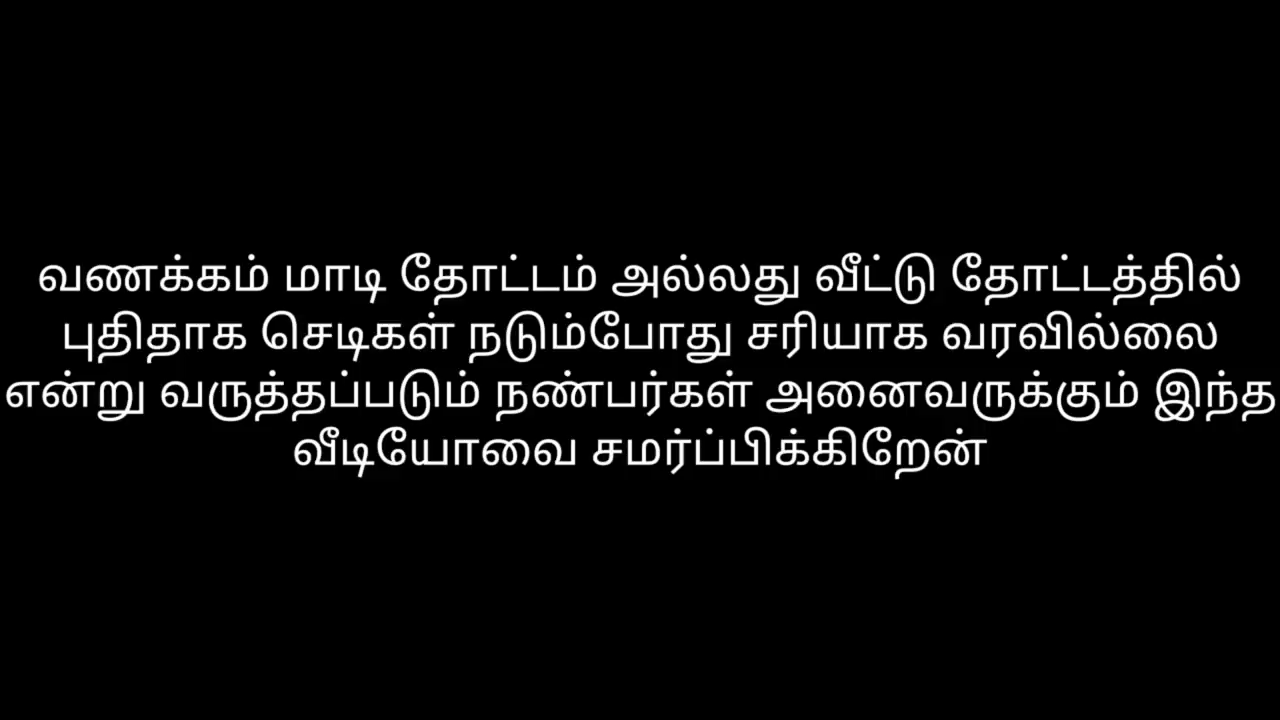 வணக்கம் மாடி தோட்டம் அல்லது வீட்டு தோட்டத்தில்
புதிதாக செடிகள் நடும்போது சரியாக வரவில்லை
என்று வருத்தப்படும் நண்பர்கள் அனைவருக்கும் இந்த
வீடியோவை சமர்ப்பிக்கிறேன்